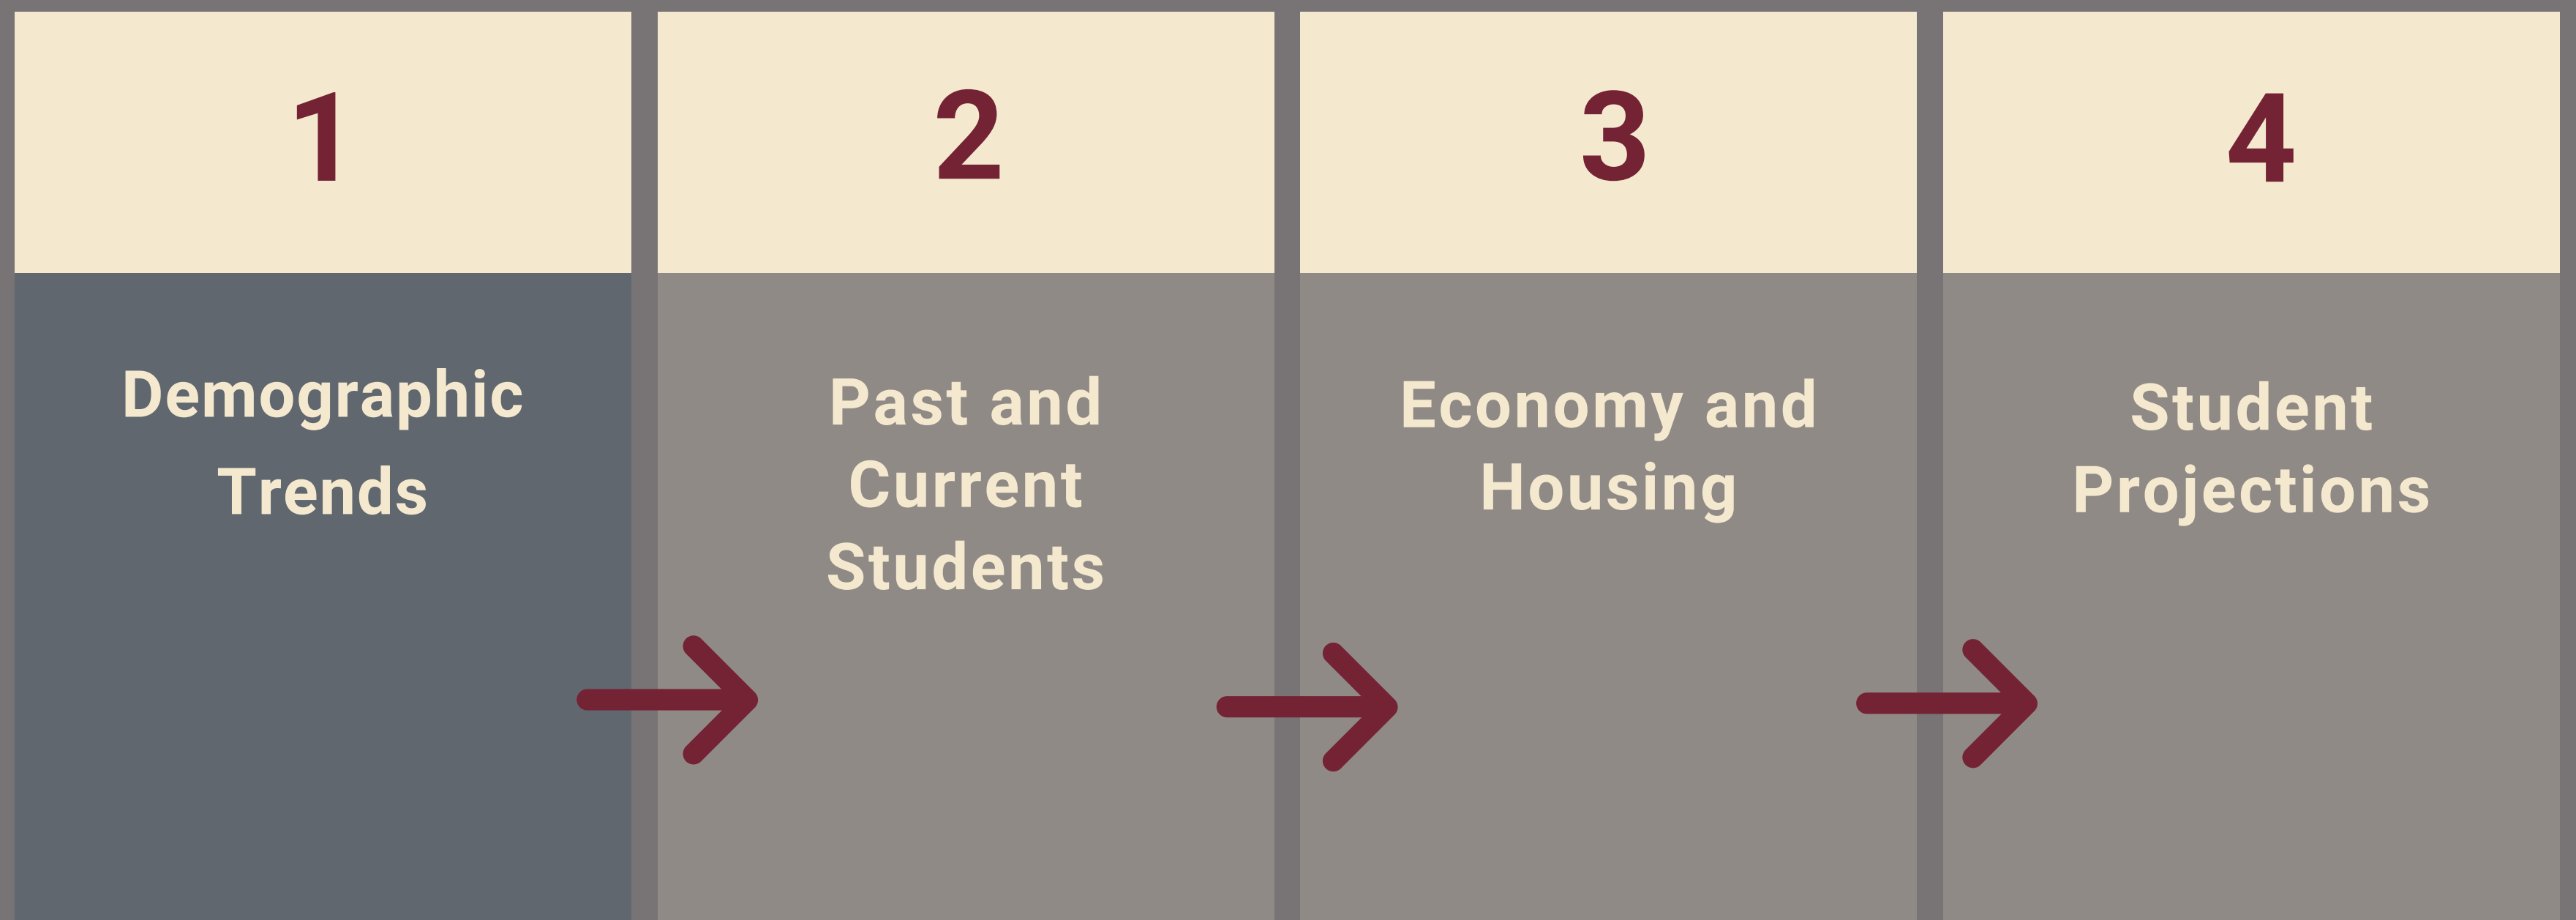 1
Demographic
Trends
2
Past and
Current
Students
3
Economy and
Housing
4
Student
Projections